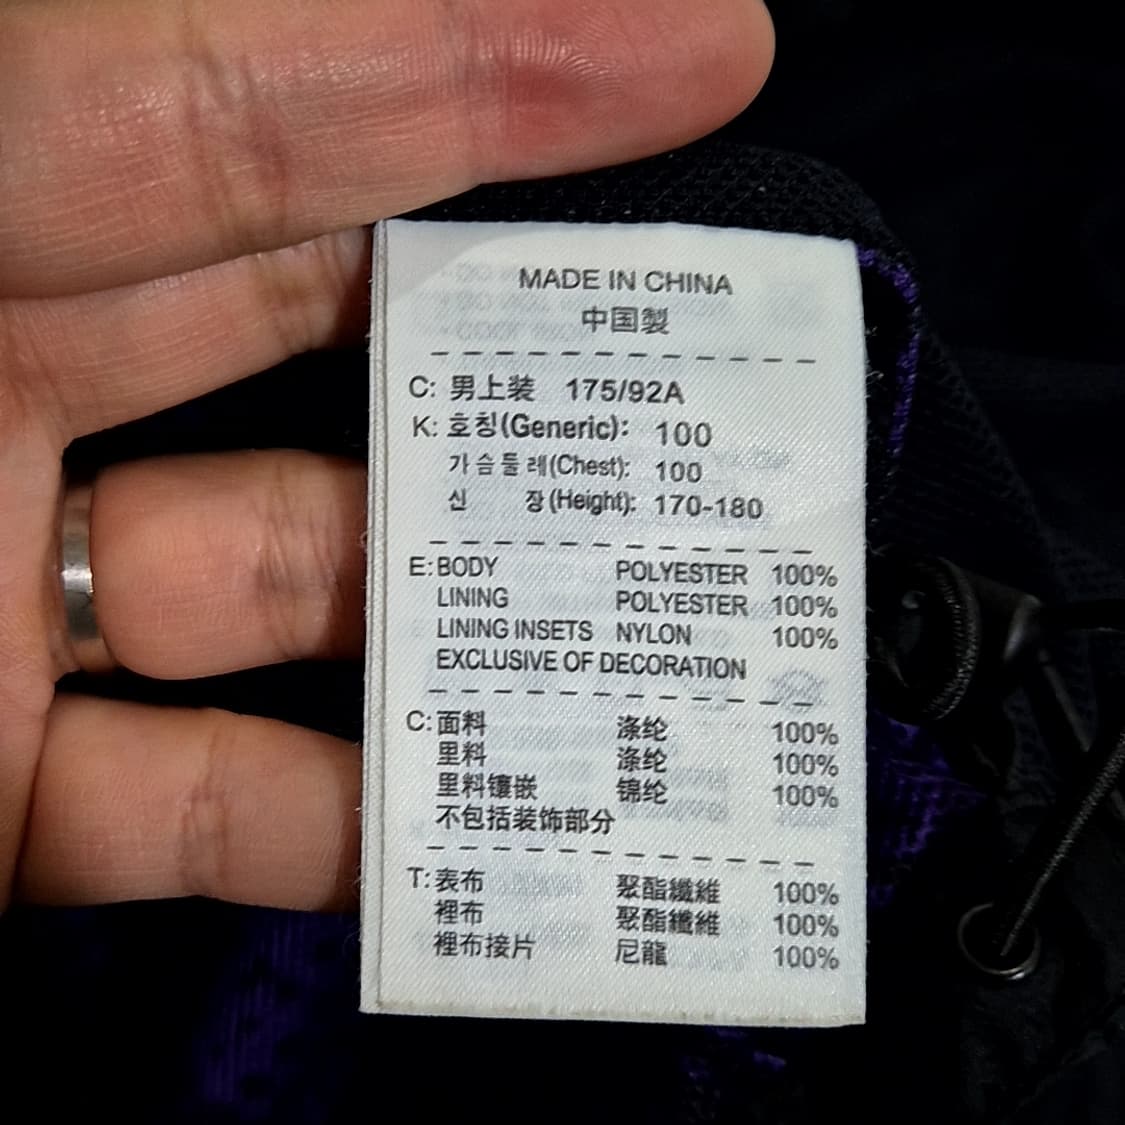 MADE IN CHINA
中国製
C: 男上装 175/92A
K: 호칭(Generic): 100
가슴둘레(Chest): 100
신 장(Height): 170-180
E: BODY POLYESTER 100%
LINING POLYESTER 100%
LINING INSETS NYLON 100%
EXCLUSIVE OF DECORATION
C: 面料 涤纶 100%
里料 涤纶 100%
里料镶嵌 锦纶 100%
不包括装饰部分
T: 表布 聚酯纖維 100%
裡布 聚酯纖維 100%
裡布接片 尼龍 100%